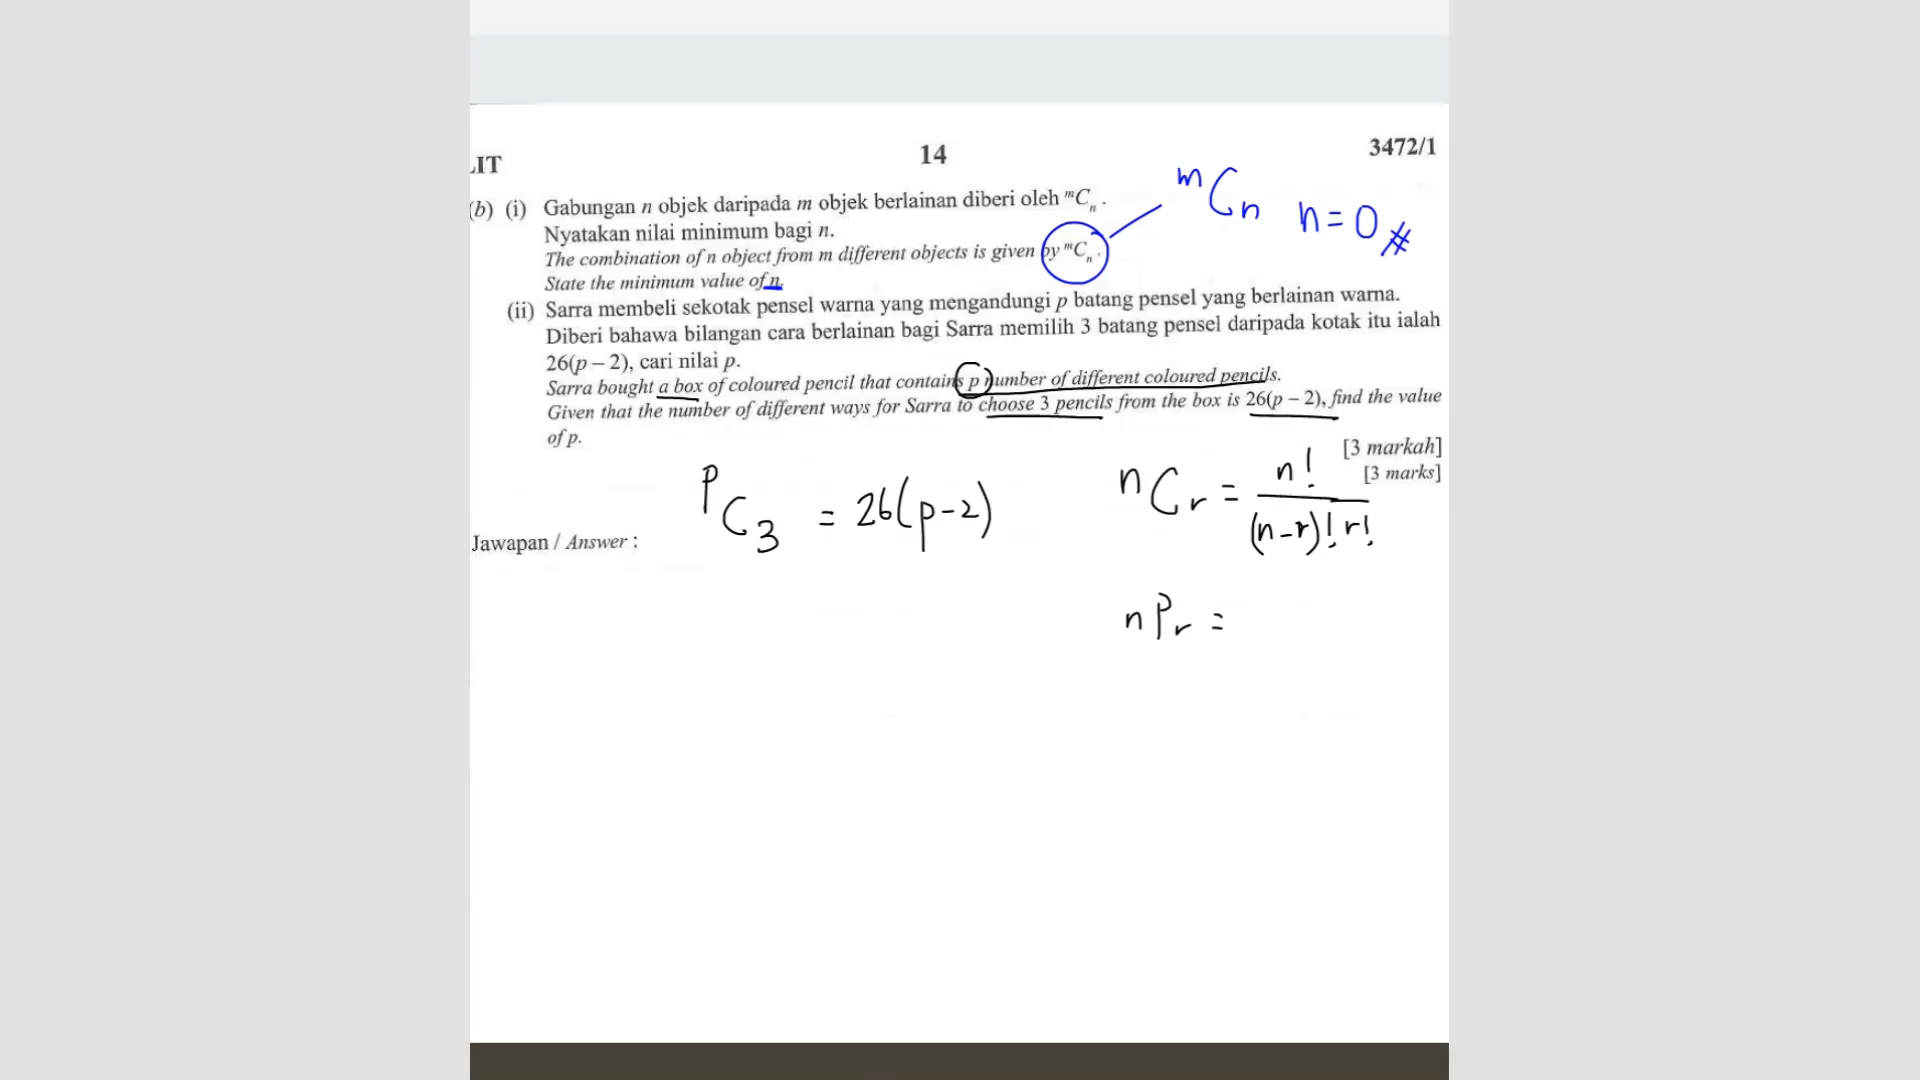 LIT 14 3472/1
(b) (i) Gabungan n objek daripada m objek berlainan diberi oleh ᵐCₙ.
Nyatakan nilai minimum bagi n.
The combination of n object from m different objects is given by ᵐCₙ.
State the minimum value of n.
ᵐCₙ n = 0 #
(ii) Sarra membeli sekotak pensel warna yang mengandungi p batang pensel yang berlainan warna.
Diberi bahawa bilangan cara berlainan bagi Sarra memilih 3 batang pensel daripada kotak itu ialah
26(p – 2), cari nilai p.
Sarra bought a box of coloured pencil that contains p number of different coloured pencils.
Given that the number of different ways for Sarra to choose 3 pencils from the box is 26(p – 2), find the value
of p.
[3 markah]
[3 marks]
ᵖC₃ = 26(p-2)
ⁿCᵣ = n! / (n-r)! r!
Jawapan / Answer :
nPᵣ =